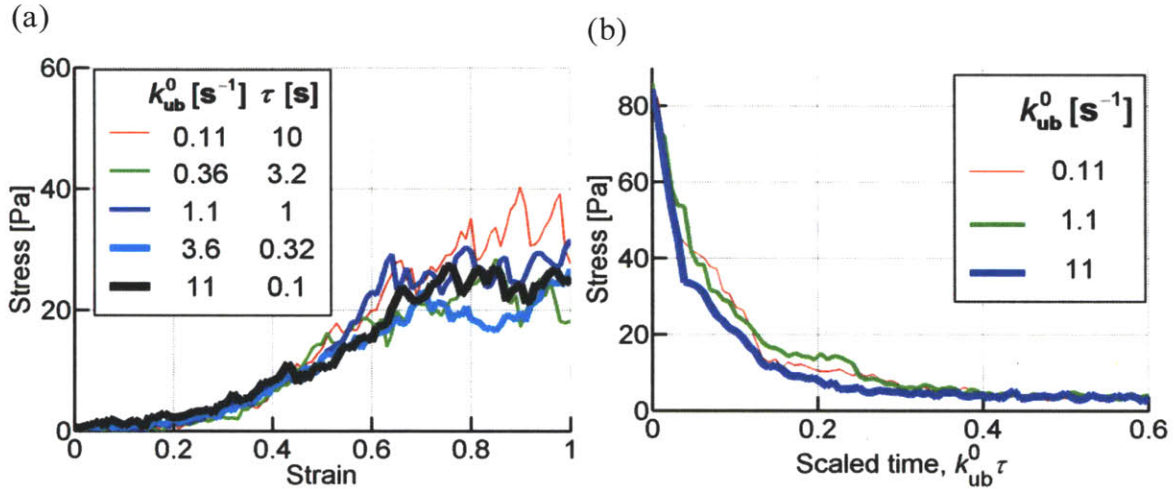 (a)
60
40
20
0
Stress [Pa]
k⁰ub [s⁻¹] τ [s]
0.11 10
0.36 3.2
1.1 1
3.6 0.32
11 0.1
0 0.2 0.4 0.6 0.8 1
Strain
(b)
80
60
40
20
0
Stress [Pa]
k⁰ub [s⁻¹]
0.11
1.1
11
0 0.2 0.4 0.6
Scaled time, k⁰ub τ